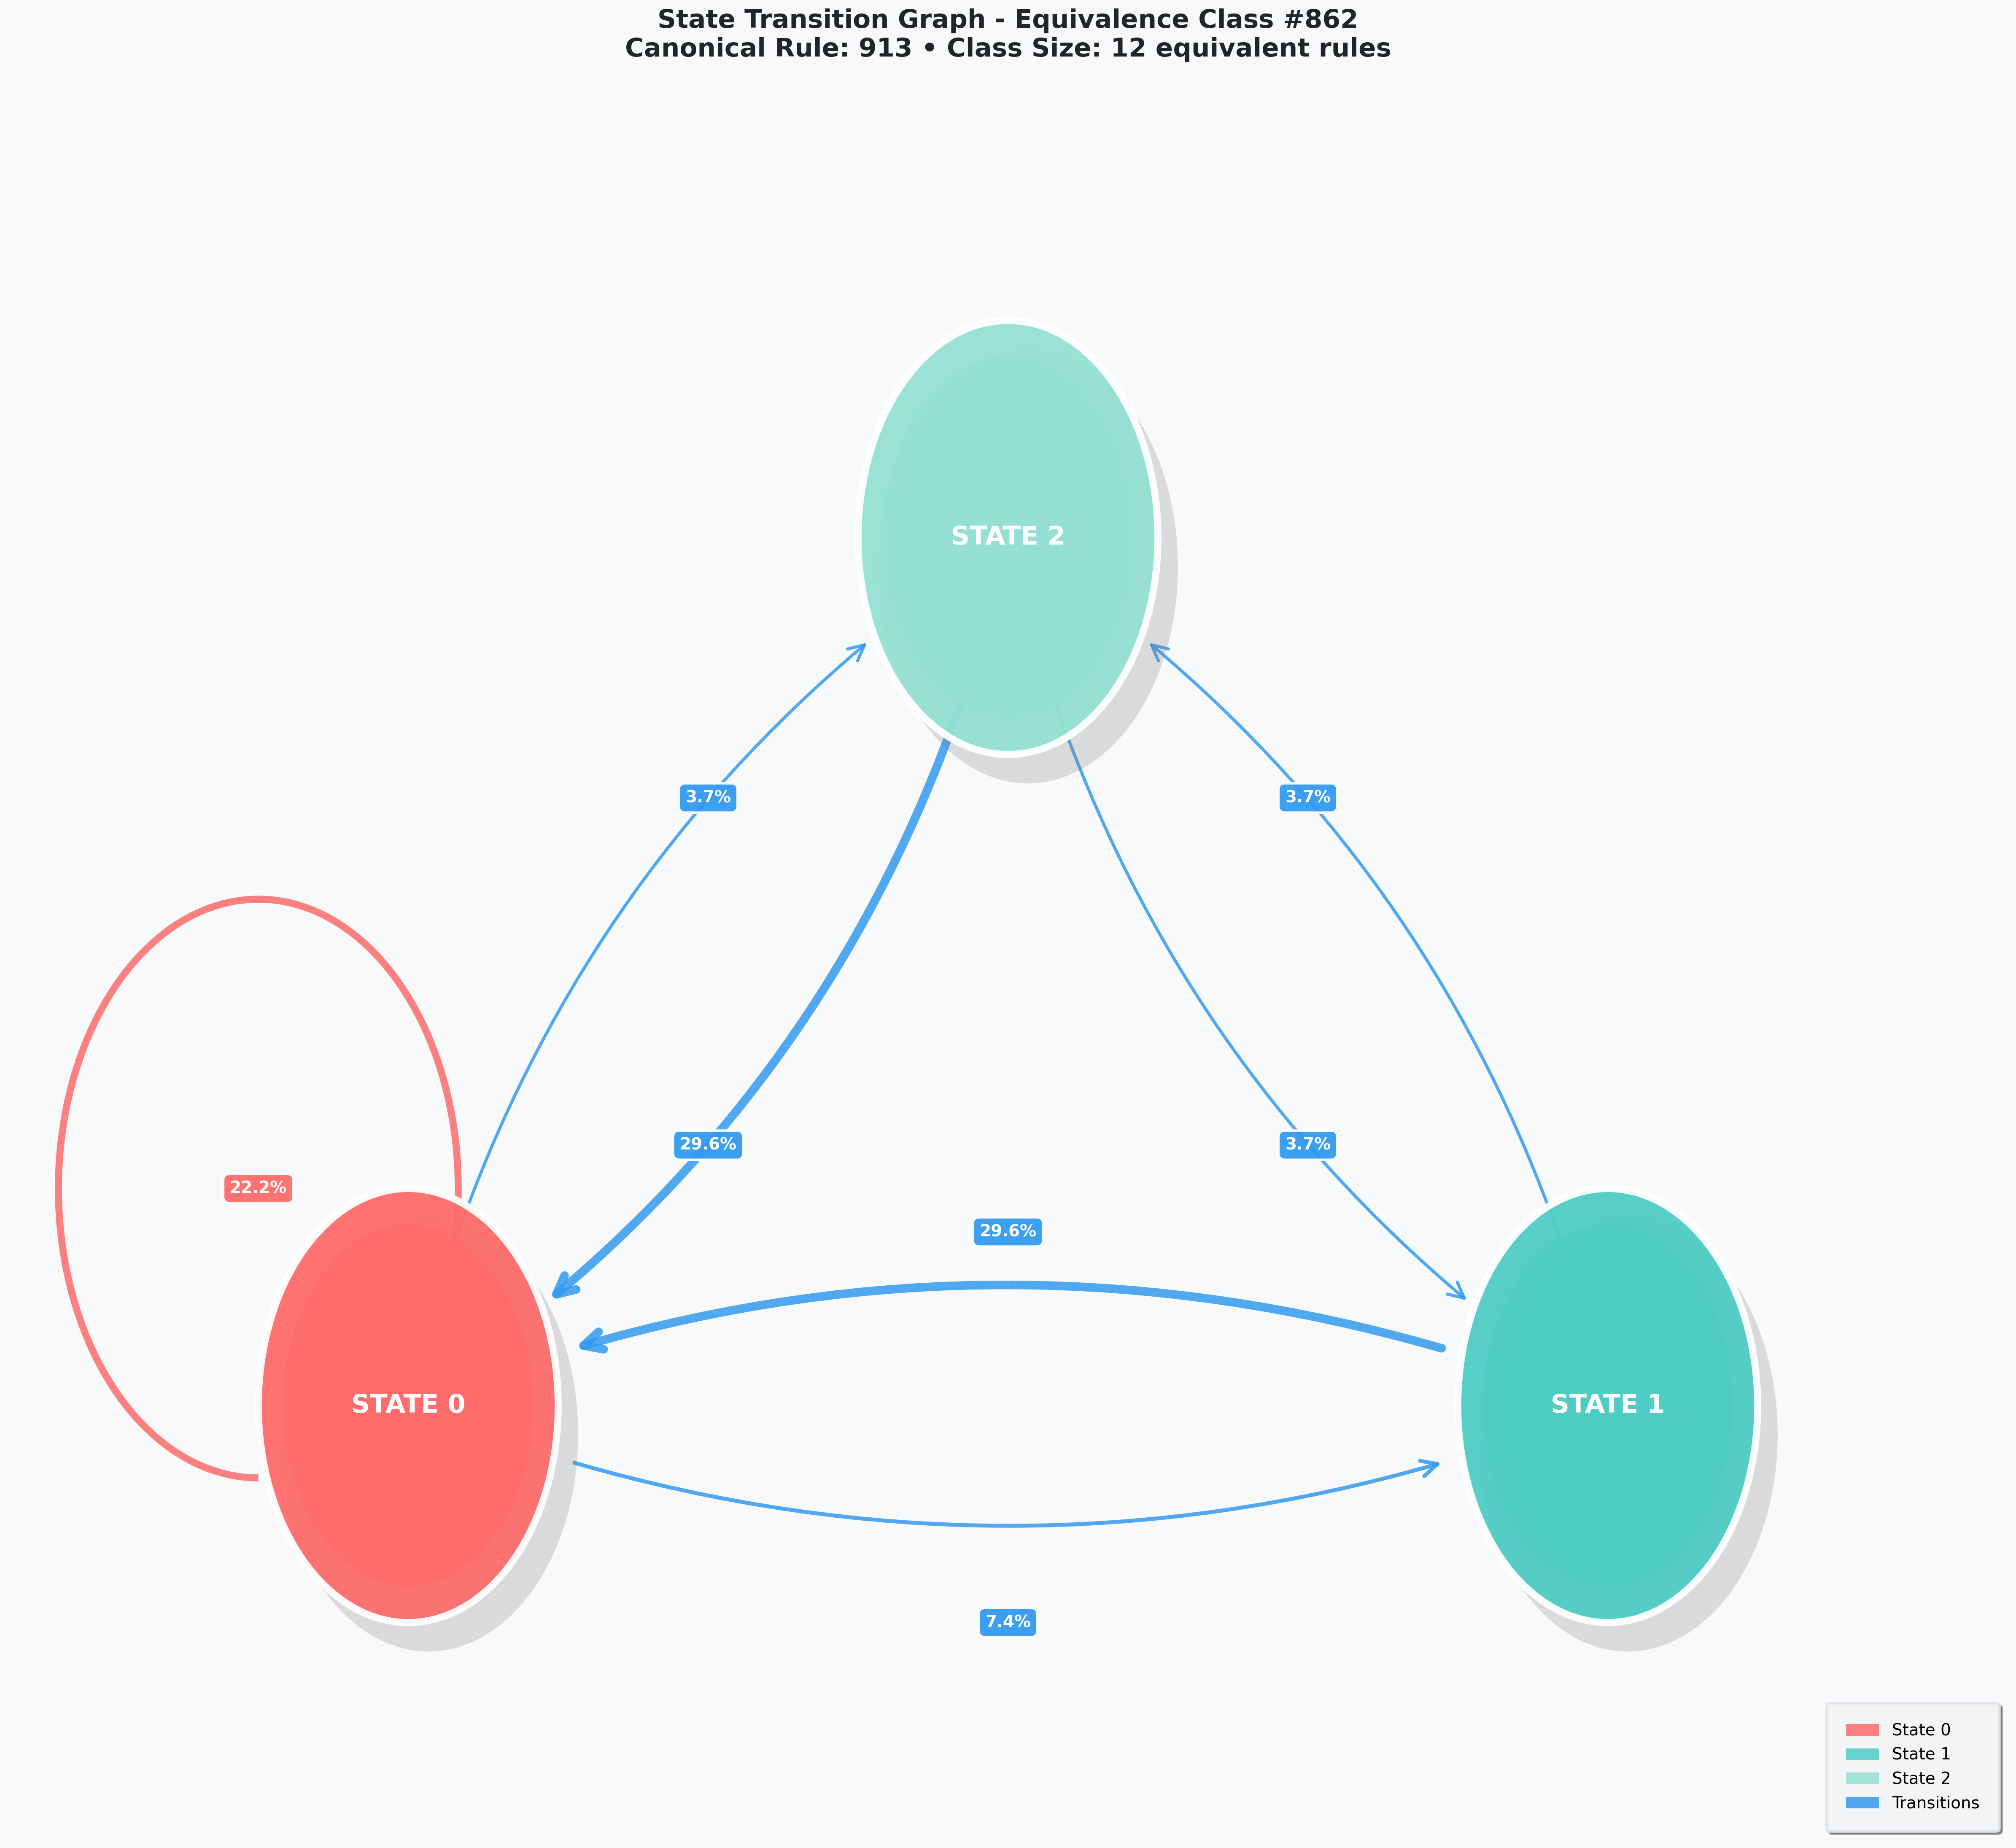 State Transition Graph - Equivalence Class #862
Canonical Rule: 913 • Class Size: 12 equivalent rules
STATE 2
3.7%
3.7%
29.6%
3.7%
22.2%
29.6%
STATE 0
STATE 1
7.4%
State 0
State 1
State 2
Transitions